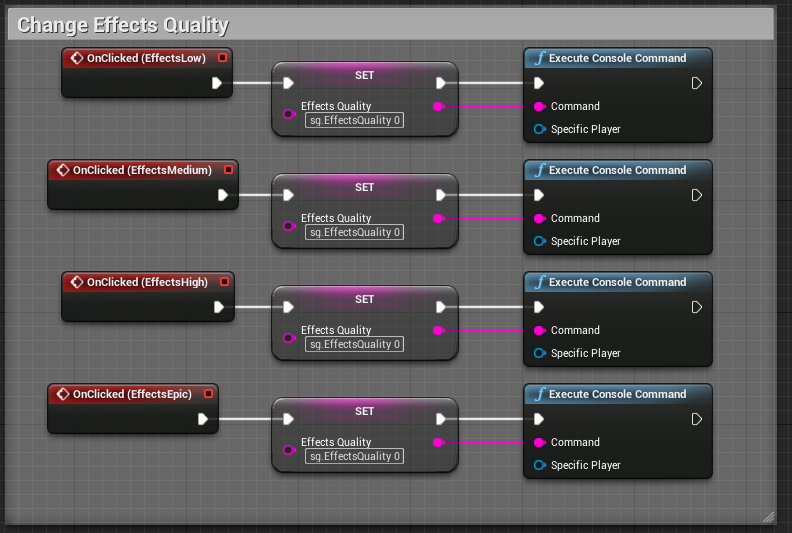 Change Effects Quality
OnClicked (EffectsLow)
SET
Effects Quality
sg.EffectsQuality 0
Execute Console Command
Command
Specific Player
OnClicked (EffectsMedium)
SET
Effects Quality
sg.EffectsQuality 0
Execute Console Command
Command
Specific Player
OnClicked (EffectsHigh)
SET
Effects Quality
sg.EffectsQuality 0
Execute Console Command
Command
Specific Player
OnClicked (EffectsEpic)
SET
Effects Quality
sg.EffectsQuality 0
Execute Console Command
Command
Specific Player